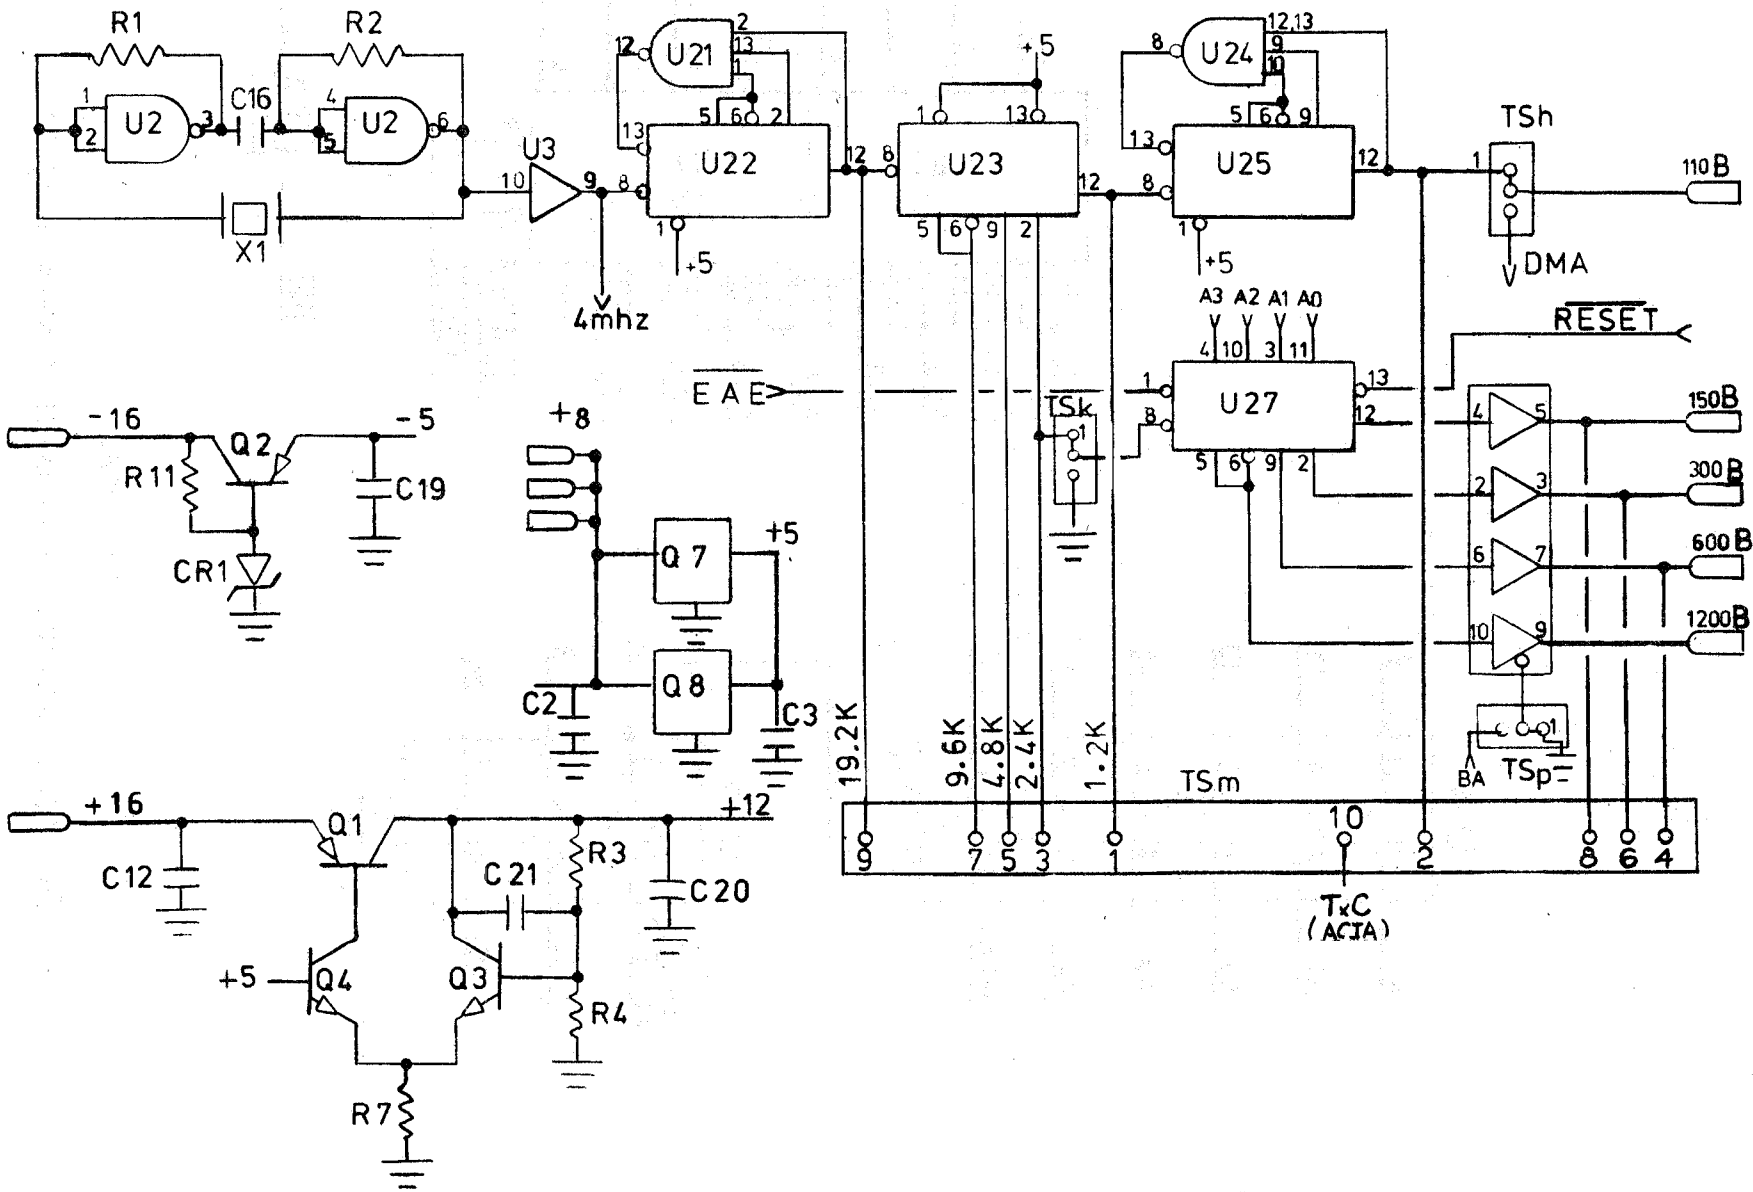 R1
R2
1
2
U2
3
C16
4
5
U2
6
X1
U3
10
9
4mhz
12
U21
2
13
1
5
6
2
13
8
U22
12
1
+5
+5
1
13
8
U23
12
5
6
9
2
8
U24
12,13
9
10
5
6
9
13
8
U25
12
1
+5
TSh
1
110B
DMA
A3 A2 A1 A0
4 10 3 11
RESET
EAE
1
8
U27
13
12
5
6
9
2
TSk
1
4
5
150B
2
3
300B
6
7
600B
10
9
1200B
BA
1
TSp
-16
Q2
-5
R11
C19
CR1
+8
Q7
+5
Q8
C2
C3
19.2K
9.6K
4.8K
2.4K
1.2K
TSm
9 7 5 3 1 10 2 8 6 4
TxC
(ACIA)
+16
Q1
+12
C12
C21
R3
C20
+5
Q4
Q3
R4
R7